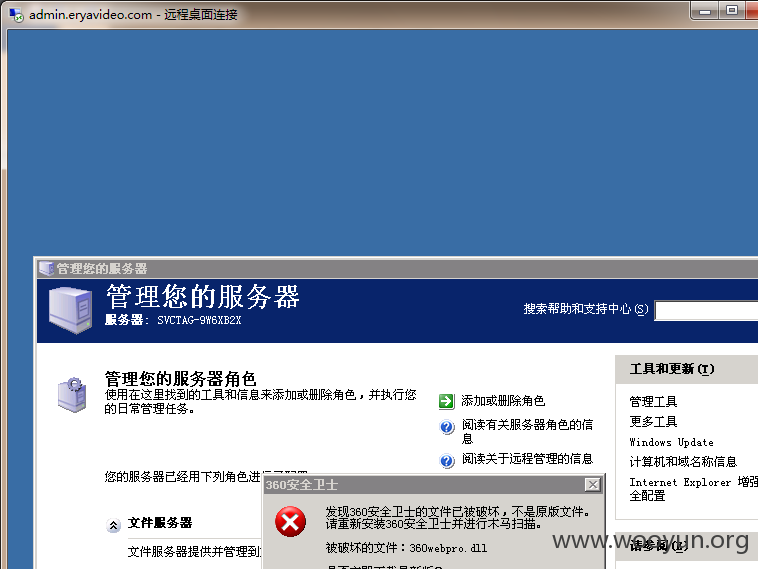 admin.eryavideo.com - 远程桌面连接
管理您的服务器
管理您的服务器
服务器: SVCTAG-9W6XB2X
搜索帮助和支持中心(S)
管理您的服务器角色
使用在这里找到的工具和信息来添加或删除角色，并执行您
的日常管理任务。
添加或删除角色
阅读有关服务器角色的信
息
阅读关于远程管理的信息
工具和更新(T)
管理工具
更多工具
Windows Update
计算机和域名称信息
Internet Explorer 增强
全配置
您的服务器已经用下列角色进行了配置
文件服务器
文件服务器提供并管理到
360安全卫士
发现360安全卫士的文件已被破坏，不是原版文件。
请重新安装360安全卫士并进行木马扫描。
被破坏的文件：360webpro.dll
请参阅(E)
www.wooyun.org